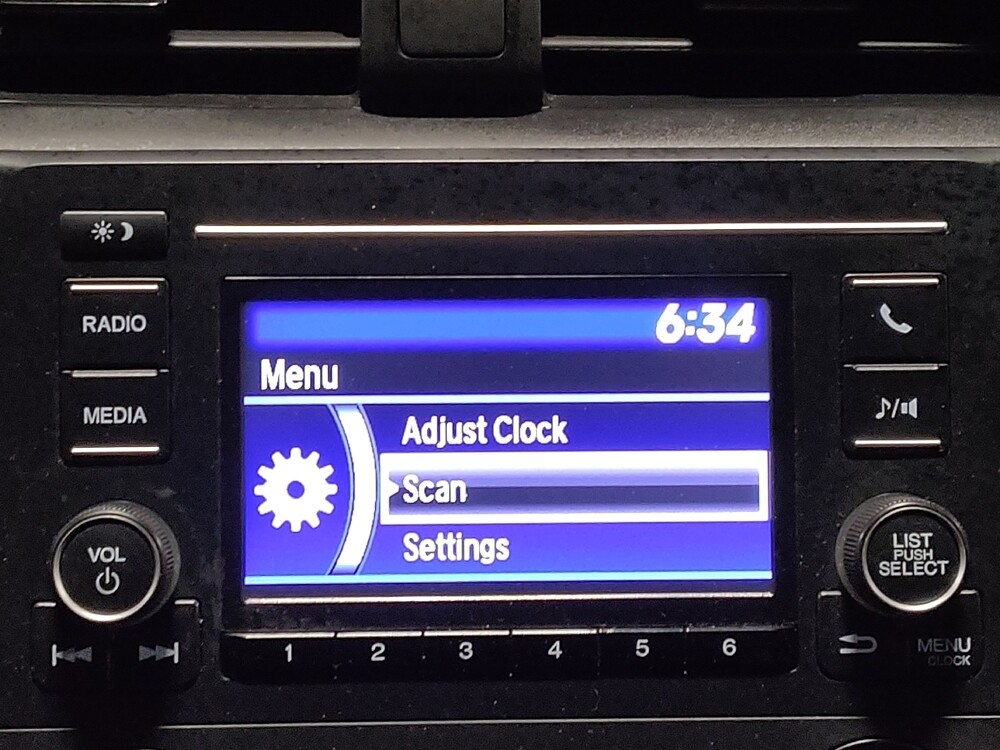 RADIO
MEDIA
6:34
Menu
Adjust Clock
Scan
Settings
VOL
LIST
PUSH
SELECT
1 2 3 4 5 6
MENU
CLOCK